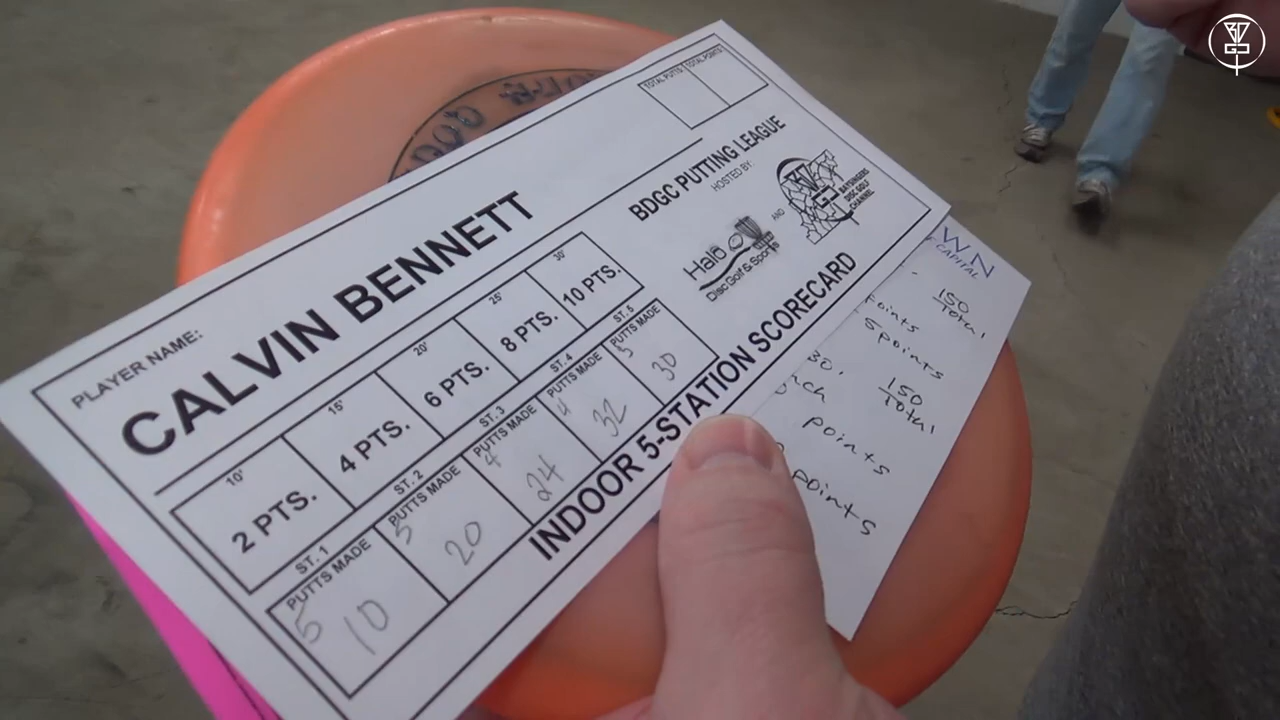 TOTAL PUTTS TOTAL POINTS
PLAYER NAME:
CALVIN BENNETT
BDGC PUTTING LEAGUE
HOSTED BY:
Halo
Disc Golf & Sports
AND
BAYSINGERS
DISC GOLF
CHANNEL
10' 15' 20' 25' 30'
2 PTS. 4 PTS. 6 PTS. 8 PTS. 10 PTS.
ST. 1 ST. 2 ST. 3 ST. 4 ST. 5
PUTTS MADE PUTTS MADE PUTTS MADE PUTTS MADE PUTTS MADE
5 5 4 4
10 20 24 32 30
INDOOR 5-STATION SCORECARD
CAPITAL
150
Total
points
150
Total
points
points